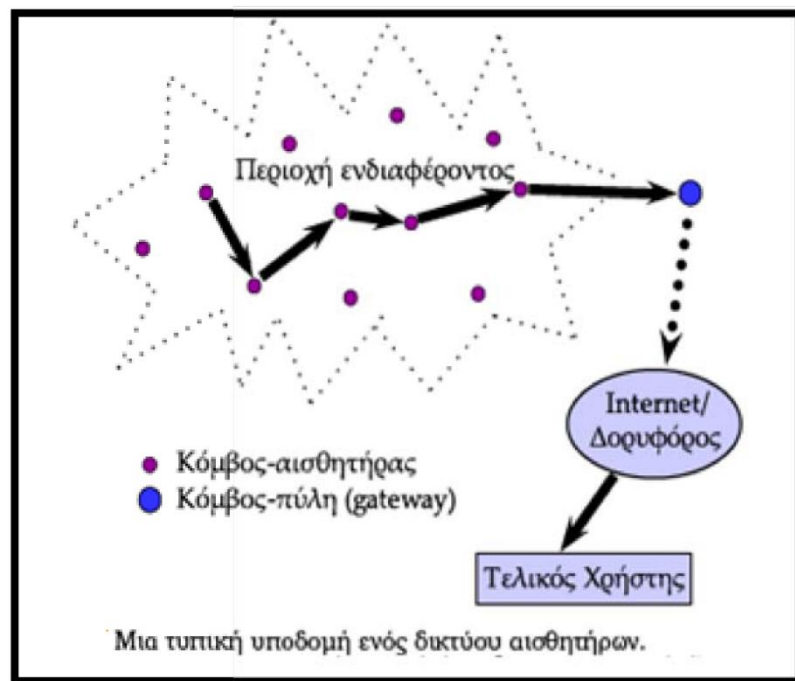 Περιοχή ενδιαφέροντος
Internet/
Δορυφόρος
Κόμβος-αισθητήρας
Κόμβος-πύλη (gateway)
Τελικός Χρήστης
Μια τυπική υποδομή ενός δικτύου αισθητήρων.